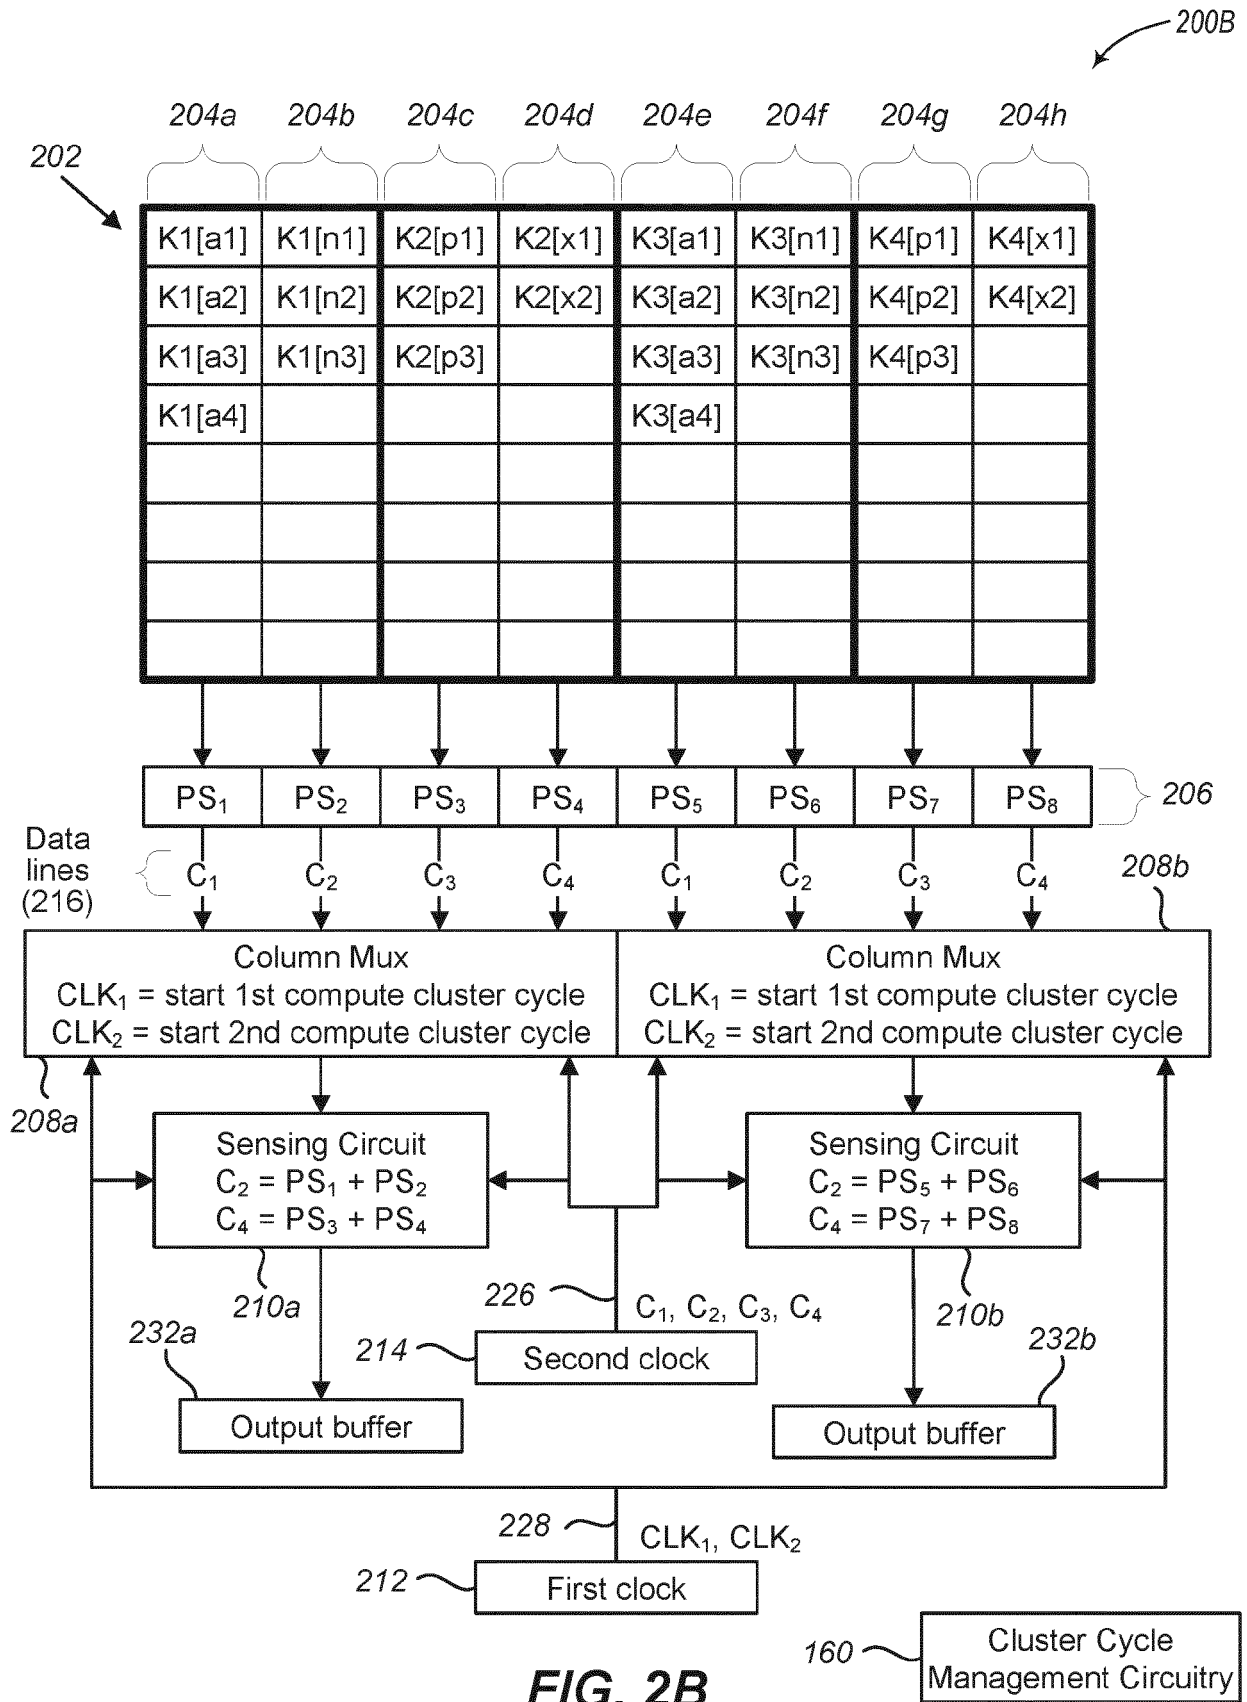 200B
204a 204b 204c 204d 204e 204f 204g 204h
202
K1[a1] K1[n1] K2[p1] K2[x1] K3[a1] K3[n1] K4[p1] K4[x1]
K1[a2] K1[n2] K2[p2] K2[x2] K3[a2] K3[n2] K4[p2] K4[x2]
K1[a3] K1[n3] K2[p3] K3[a3] K3[n3] K4[p3]
K1[a4] K3[a4]
PS₁ PS₂ PS₃ PS₄ PS₅ PS₆ PS₇ PS₈ 206
Data
lines
(216)
C₁ C₂ C₃ C₄ C₁ C₂ C₃ C₄
208b
Column Mux
CLK₁ = start 1st compute cluster cycle
CLK₂ = start 2nd compute cluster cycle
Column Mux
CLK₁ = start 1st compute cluster cycle
CLK₂ = start 2nd compute cluster cycle
208a
Sensing Circuit
C₂ = PS₁ + PS₂
C₄ = PS₃ + PS₄
Sensing Circuit
C₂ = PS₅ + PS₆
C₄ = PS₇ + PS₈
210a
226
C₁, C₂, C₃, C₄
210b
232a
214
Second clock
232b
Output buffer
Output buffer
228
CLK₁, CLK₂
212
First clock
160
Cluster Cycle
Management Circuitry
FIG. 2B